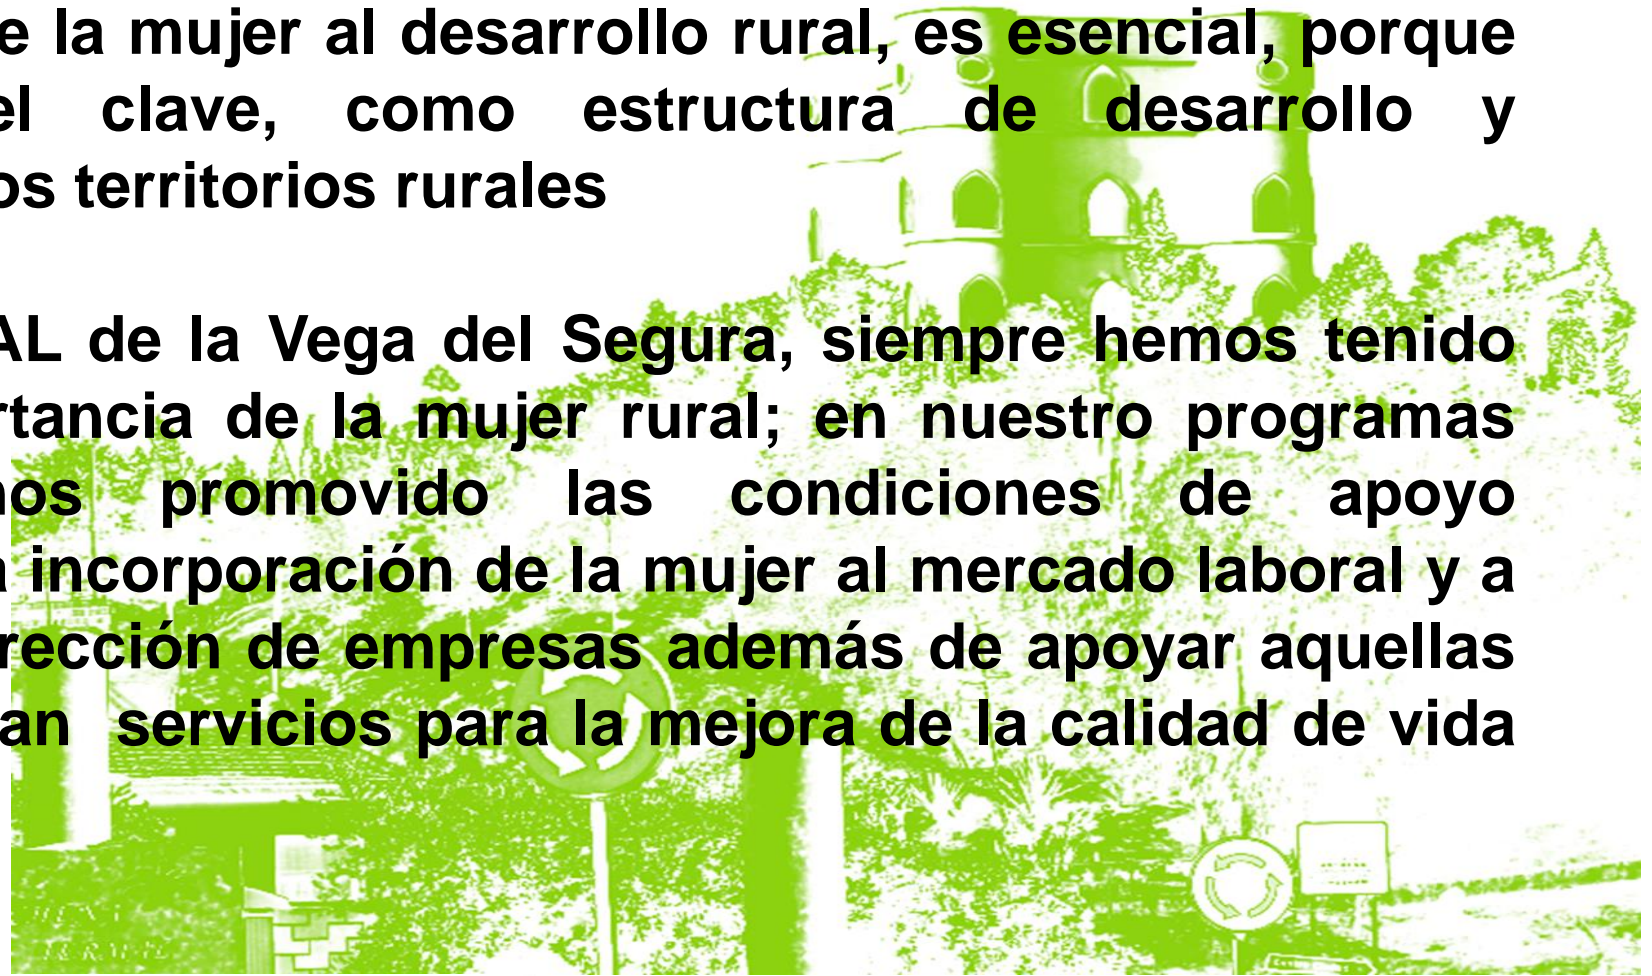 e la mujer al desarrollo rural, es esencial, porque
el clave, como estructura de desarrollo y
os territorios rurales
AL de la Vega del Segura, siempre hemos tenido
rtancia de la mujer rural; en nuestro programas
nos promovido las condiciones de apoyo
a incorporación de la mujer al mercado laboral y a
rección de empresas además de apoyar aquellas
an servicios para la mejora de la calidad de vida